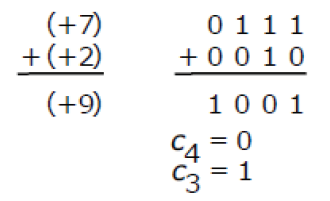 (+7) 0 1 1 1
+ (+2) + 0 0 1 0
(+9) 1 0 0 1
c4 = 0
c3 = 1